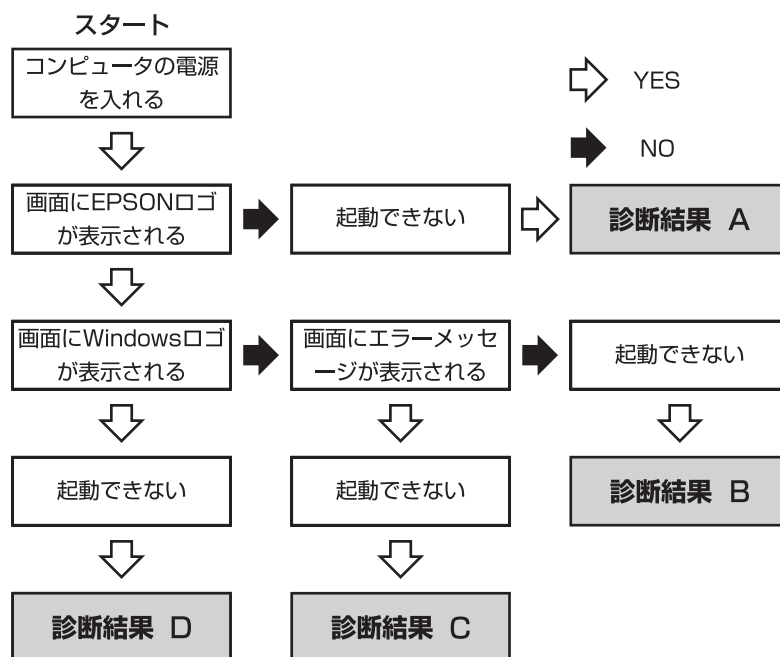 スタート
コンピュータの電源
を入れる
YES
NO
画面にEPSONロゴ
が表示される
起動できない
診断結果 A
画面にWindowsロゴ
が表示される
画面にエラーメッセ
ージが表示される
起動できない
起動できない
起動できない
診断結果 B
診断結果 D
診断結果 C